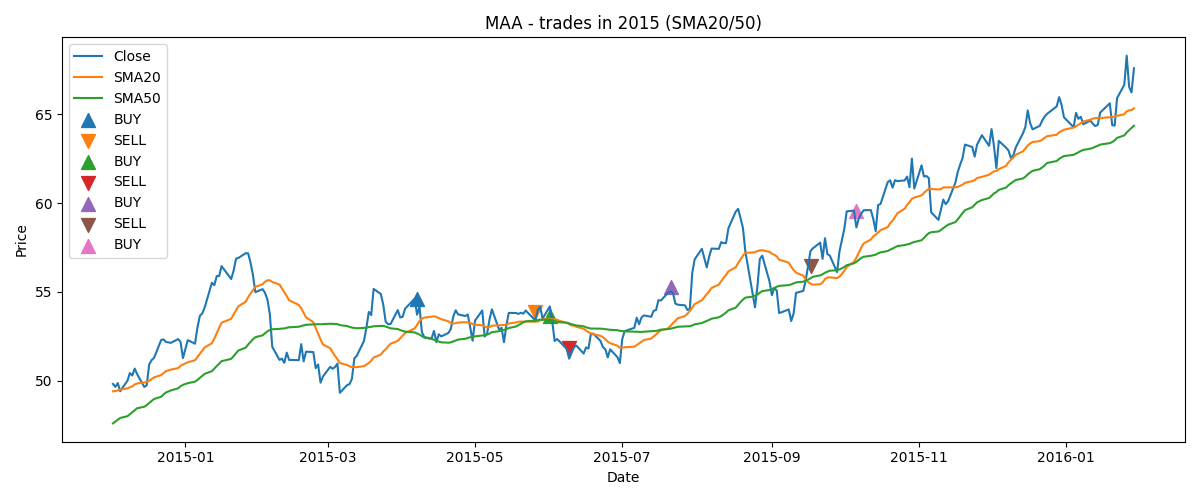 MAA - trades in 2015 (SMA20/50)
Close
SMA20
SMA50
BUY
SELL
BUY
SELL
BUY
SELL
BUY
Price
65
60
55
50
2015-01 2015-03 2015-05 2015-07 2015-09 2015-11 2016-01
Date